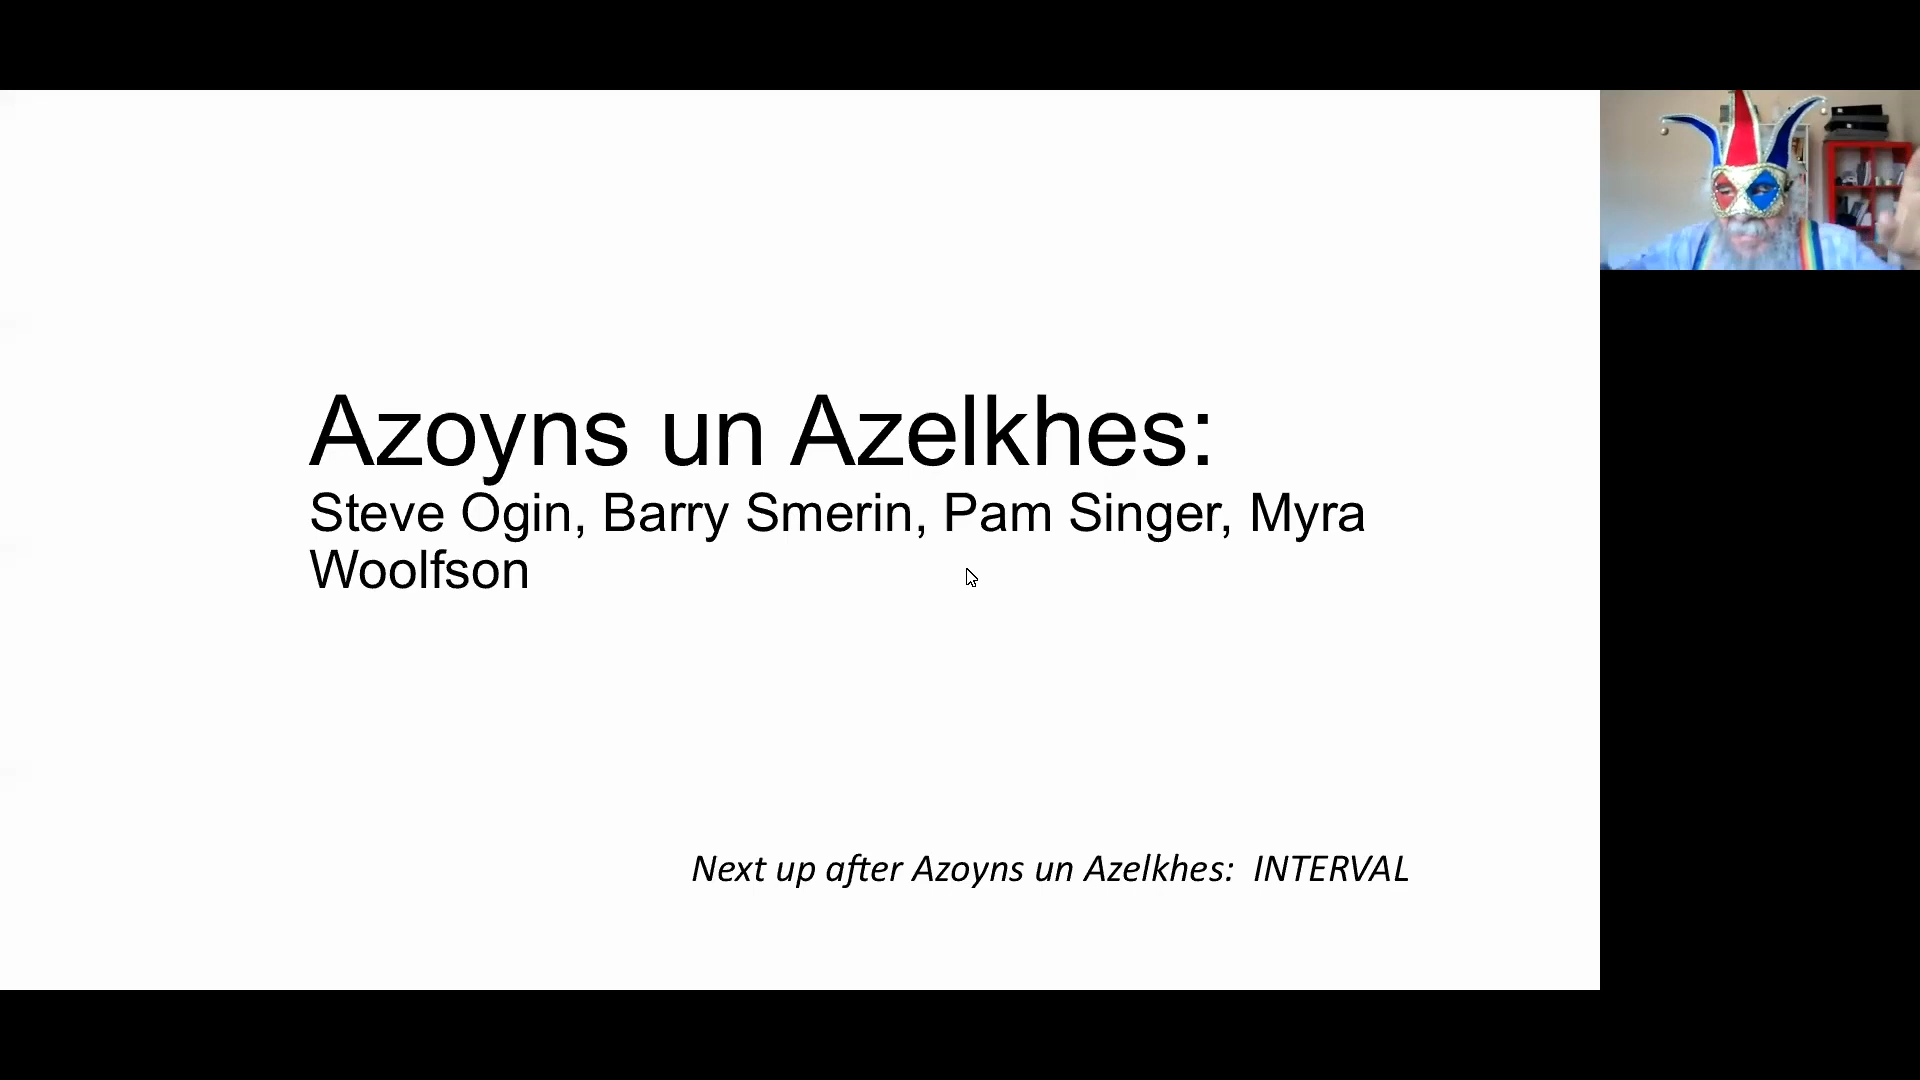 Azoyns un Azelkhes:
Steve Ogin, Barry Smerin, Pam Singer, Myra
Woolfson
Next up after Azoyns un Azelkhes:  INTERVAL